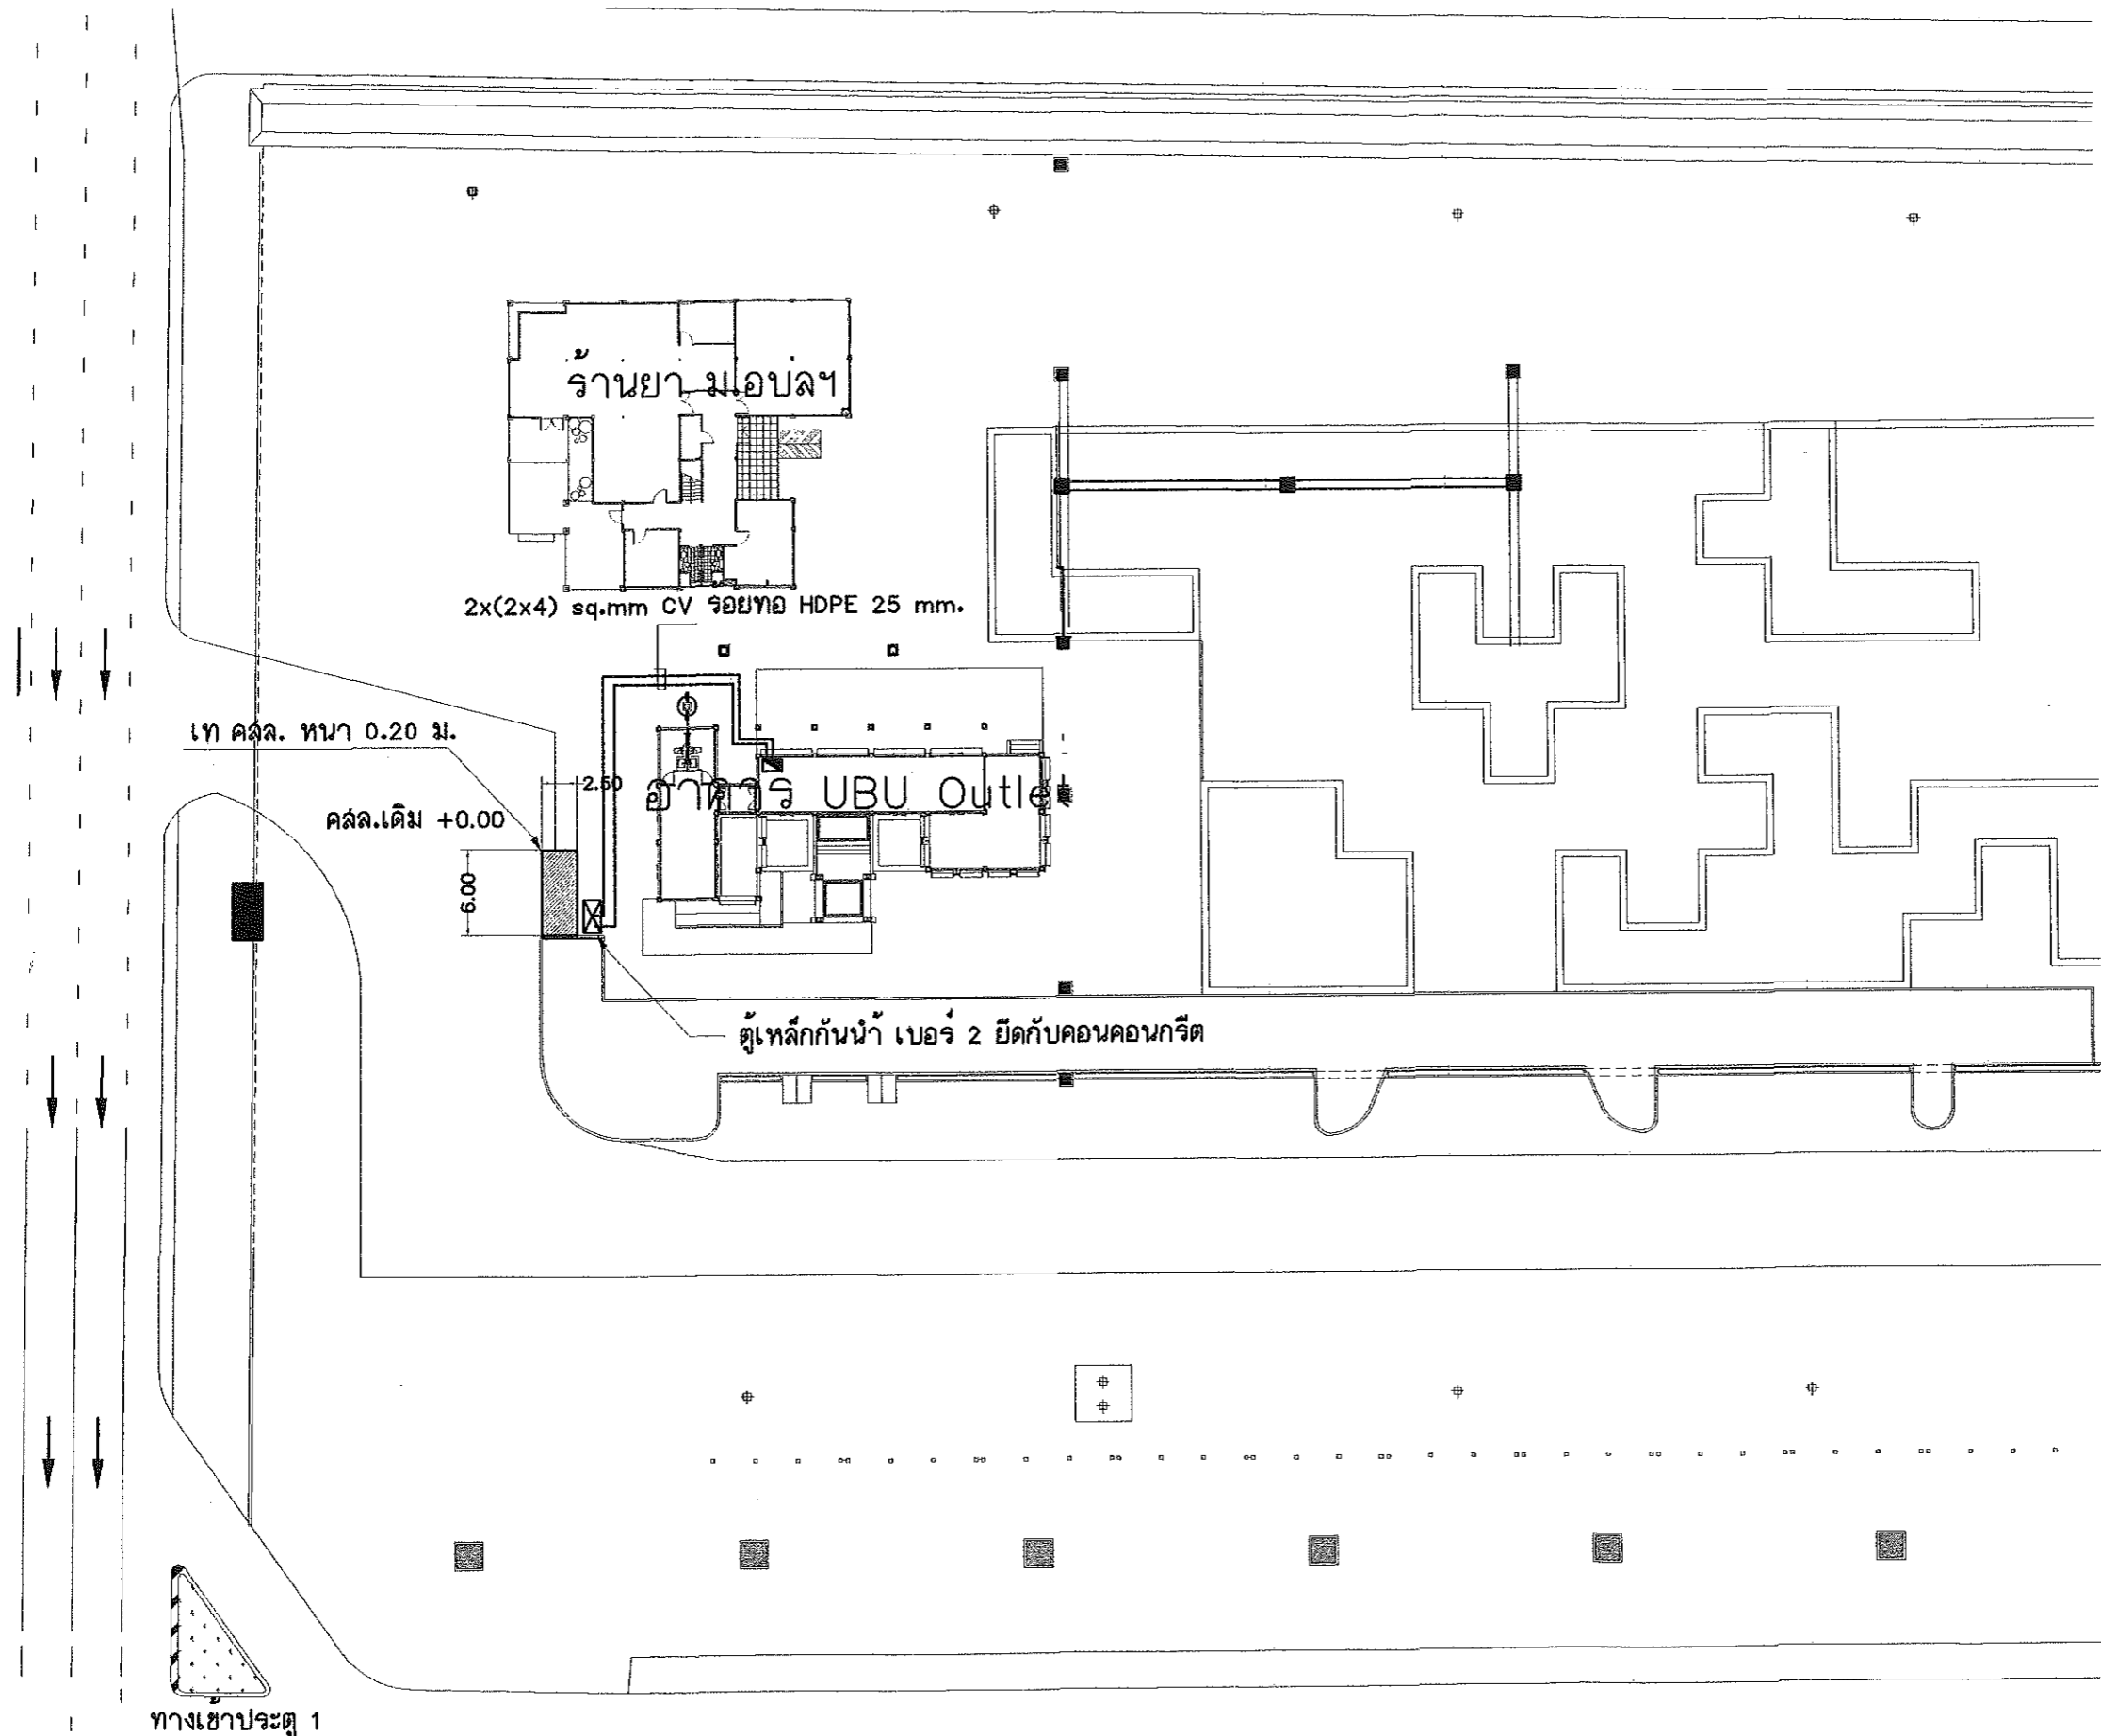 ร้านยา ม.อุบลฯ
2x(2x4) sq.mm CV ร้อยท่อ HDPE 25 mm.
เท คสล. หนา 0.20 ม.
2.50
อาคาร UBU Outlet
คสล.เดิม +0.00
6.00
ตู้เหล็กกันน้ำ เบอร์ 2 ยึดกับคอนคอนกรีต
ทางเข้าประตู 1